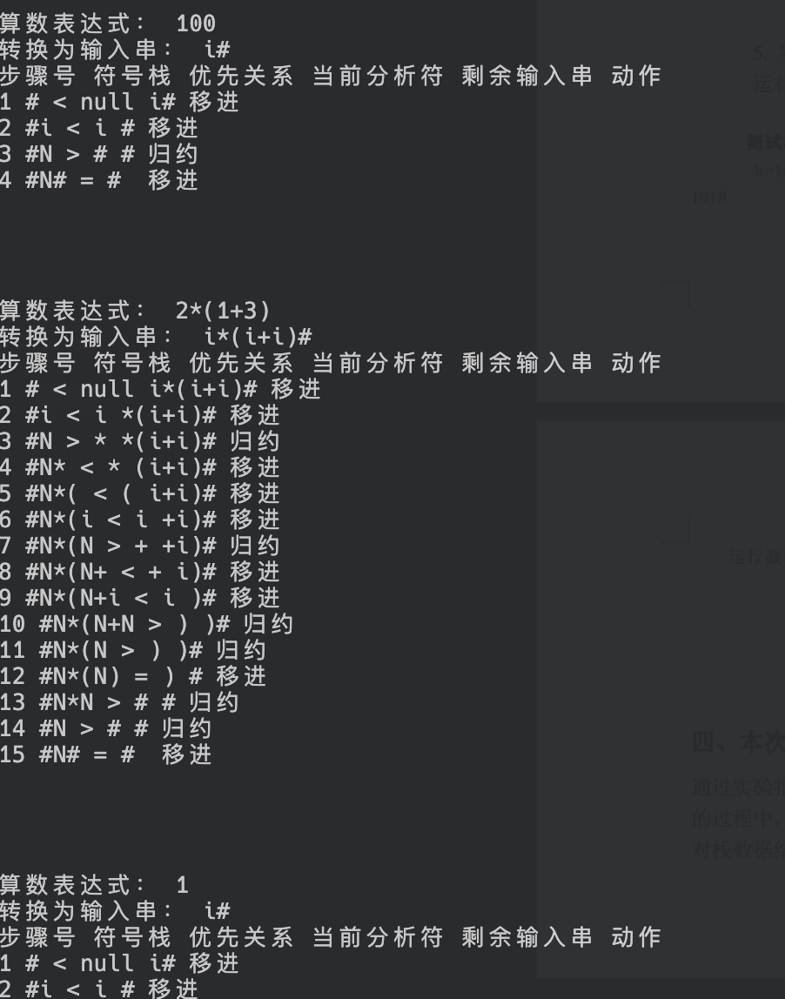 算数表达式： 100
转换为输入串： i#
步骤号 符号栈 优先关系 当前分析符 剩余输入串 动作
1 # < null i# 移进
2 #i < i # 移进
3 #N > # # 归约
4 #N# = #  移进
算数表达式： 2*(1+3)
转换为输入串： i*(i+i)#
步骤号 符号栈 优先关系 当前分析符 剩余输入串 动作
1 # < null i*(i+i)# 移进
2 #i < i *(i+i)# 移进
3 #N > * *(i+i)# 归约
4 #N* < * (i+i)# 移进
5 #N*( < ( i+i)# 移进
6 #N*(i < i +i)# 移进
7 #N*(N > + +i)# 归约
8 #N*(N+ < + i)# 移进
9 #N*(N+i < i )# 移进
10 #N*(N+N > ) )# 归约
11 #N*(N > ) )# 归约
12 #N*(N) = ) # 移进
13 #N*N > # # 归约
14 #N > # # 归约
15 #N# = #  移进
算数表达式： 1
转换为输入串： i#
步骤号 符号栈 优先关系 当前分析符 剩余输入串 动作
1 # < null i# 移进
2 #i < i # 移进
5.
运行
测试
101#
运行截
四、本次
通过实验
的过程中,
对栈数据